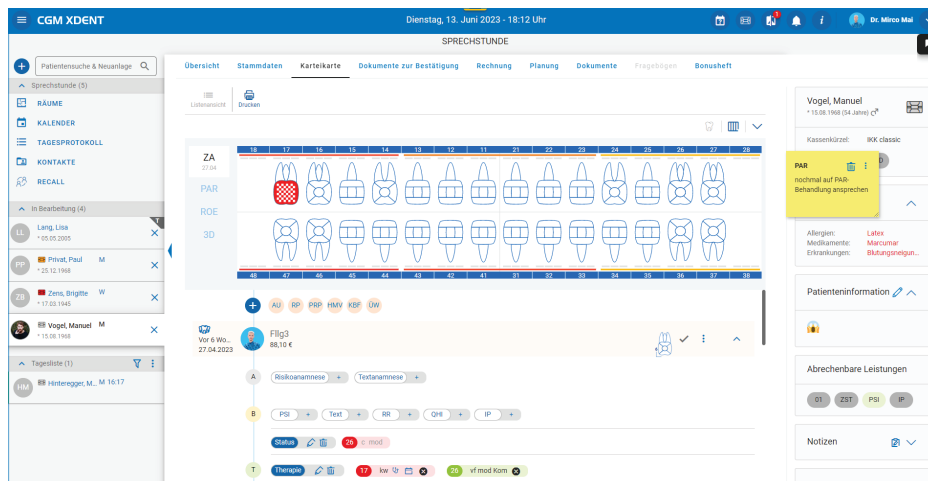 CGM XDENT
Dienstag, 13. Juni 2023 - 18:12 Uhr
Dr. Mirco Mai
SPRECHSTUNDE
Patientensuche & Neuanlage
Sprechstunde (5)
RÄUME
KALENDER
TAGESPROTOKOLL
KONTAKTE
RECALL
In Bearbeitung (4)
LL
Lang, Lisa
* 05.05.2005
T
PP
Privat, Paul M
* 25.12.1968
ZB
Zens, Brigitte W
* 17.03.1945
Vogel, Manuel M
* 15.08.1968
Tagesliste (1)
HM
Hinteregger, M... M 16:17
Übersicht Stammdaten Karteikarte Dokumente zur Bestätigung Rechnung Planung Dokumente Fragebögen Bonusheft
Listenansicht Drucken
ZA
27.04
PAR
ROE
3D
18 17 16 15 14 13 12 11 21 22 23 24 25 26 27 28
48 47 46 45 44 43 42 41 31 32 33 34 35 36 37 38
AU RP PRP HMV KBF ÜW
Vor 6 Wo...
27.04.2023
Fllg3
88,10 €
A Risikoanamnese + Textanamnese +
B PSI + Text + RR + QHI + IP +
Status 26 c mod
T Therapie 17 kw 26 vf mod Kom
Vogel, Manuel
* 15.08.1968 (54 Jahre)
Kassenkürzel: IKK classic
PAR
nochmal auf PAR-
Behandlung ansprechen
Allergien: Latex
Medikamente: Marcumar
Erkrankungen: Blutungsneigun...
Patienteninformation
Abrechenbare Leistungen
01 ZST PSI IP
Notizen